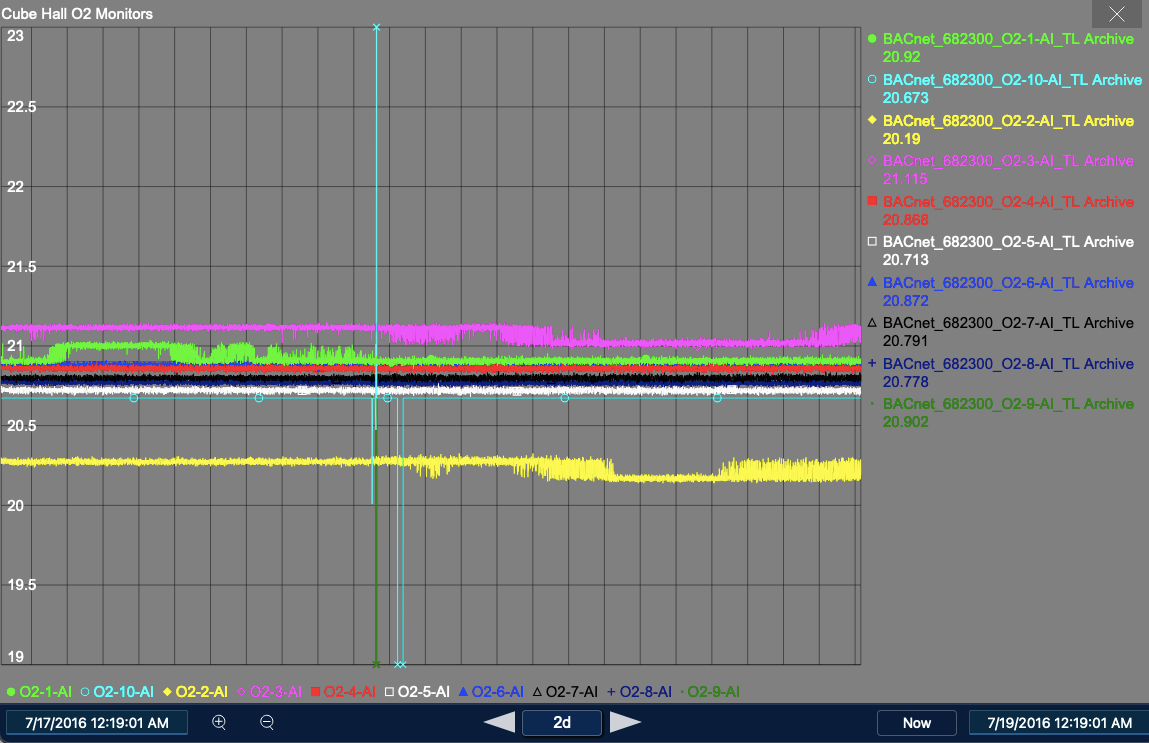 Cube Hall O2 Monitors
23
22.5
22
21.5
21
20.5
20
19.5
19
BACnet_682300_O2-1-AI_TL Archive
20.92
BACnet_682300_O2-10-AI_TL Archive
20.673
BACnet_682300_O2-2-AI_TL Archive
20.19
BACnet_682300_O2-3-AI_TL Archive
21.115
BACnet_682300_O2-4-AI_TL Archive
20.868
BACnet_682300_O2-5-AI_TL Archive
20.713
BACnet_682300_O2-6-AI_TL Archive
20.872
BACnet_682300_O2-7-AI_TL Archive
20.791
BACnet_682300_O2-8-AI_TL Archive
20.778
BACnet_682300_O2-9-AI_TL Archive
20.902
O2-1-AI O2-10-AI O2-2-AI O2-3-AI O2-4-AI O2-5-AI O2-6-AI O2-7-AI O2-8-AI O2-9-AI
7/17/2016 12:19:01 AM 2d Now 7/19/2016 12:19:01 AM